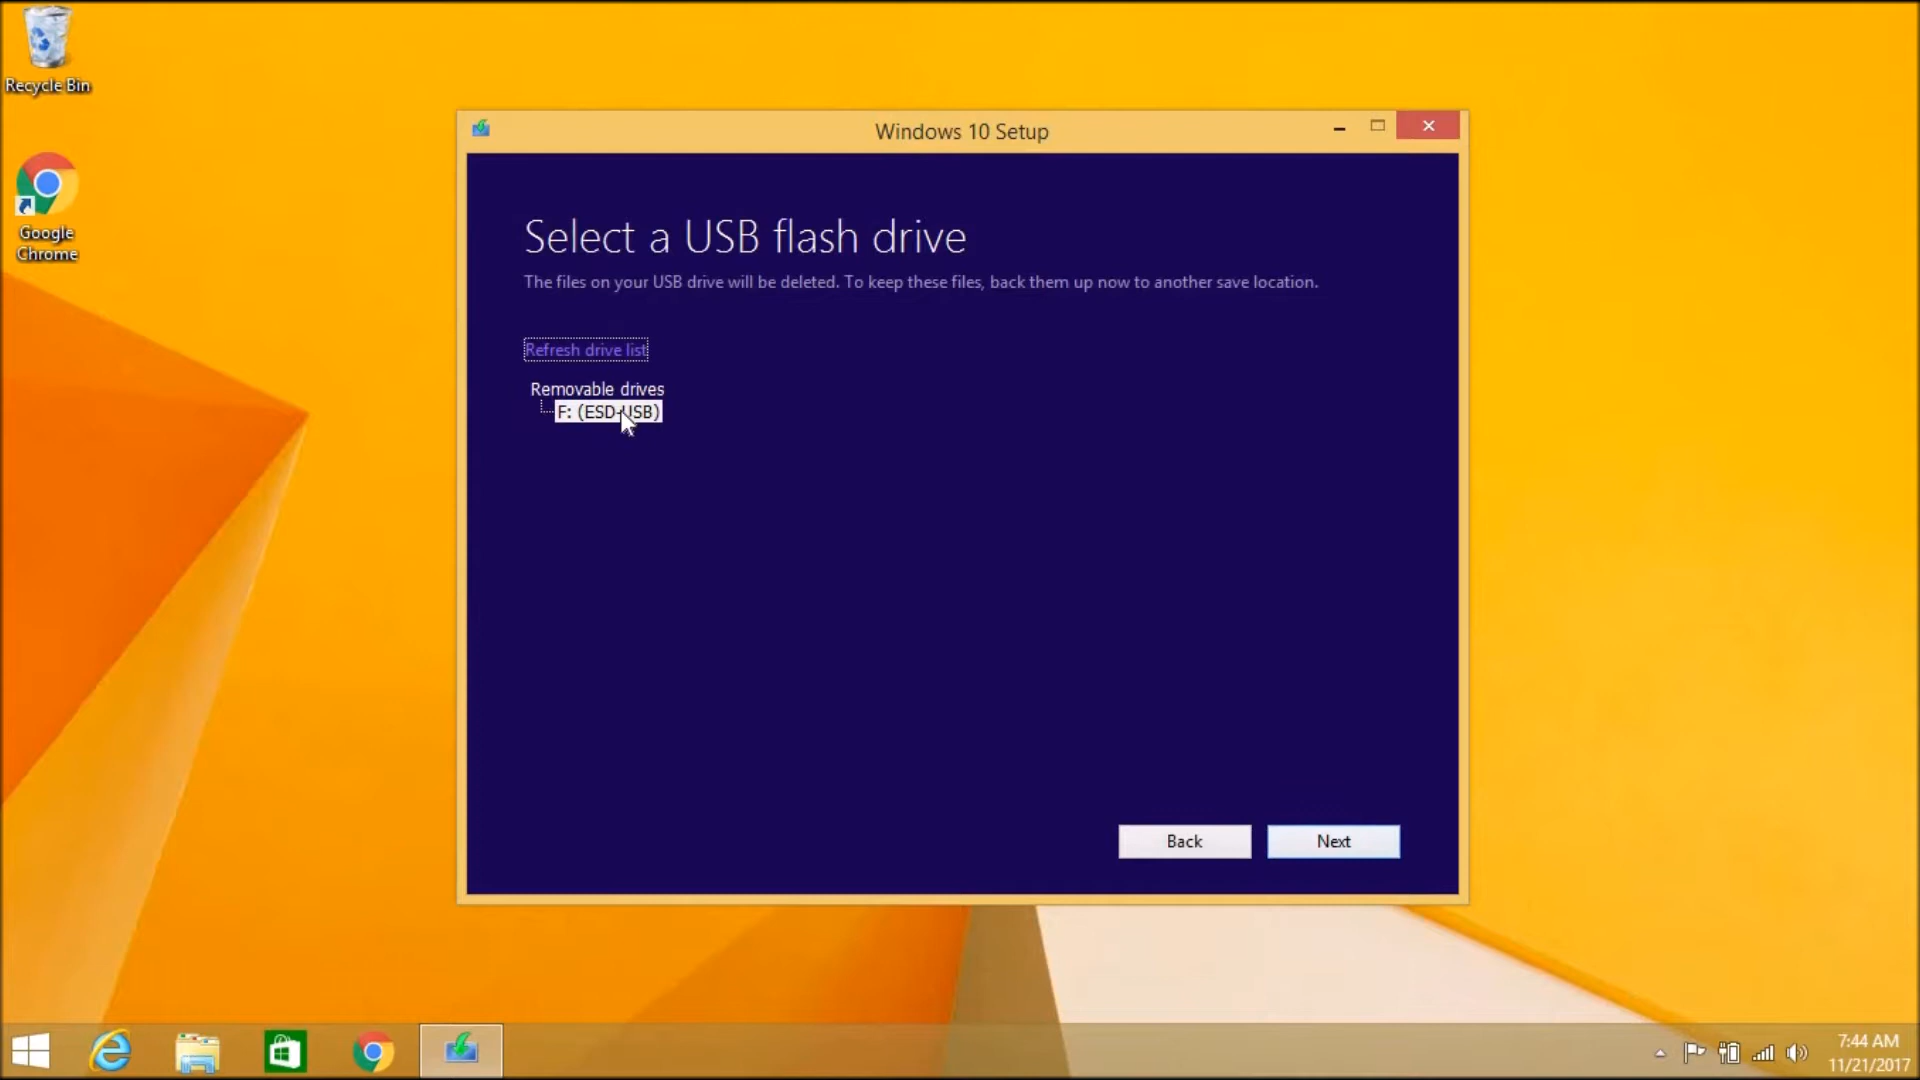 Recycle Bin
Google
Chrome
Windows 10 Setup
Select a USB flash drive
The files on your USB drive will be deleted. To keep these files, back them up now to another save location.
Refresh drive list
Removable drives
F: (ESD-USB)
Back
Next
7:44 AM
11/21/2017